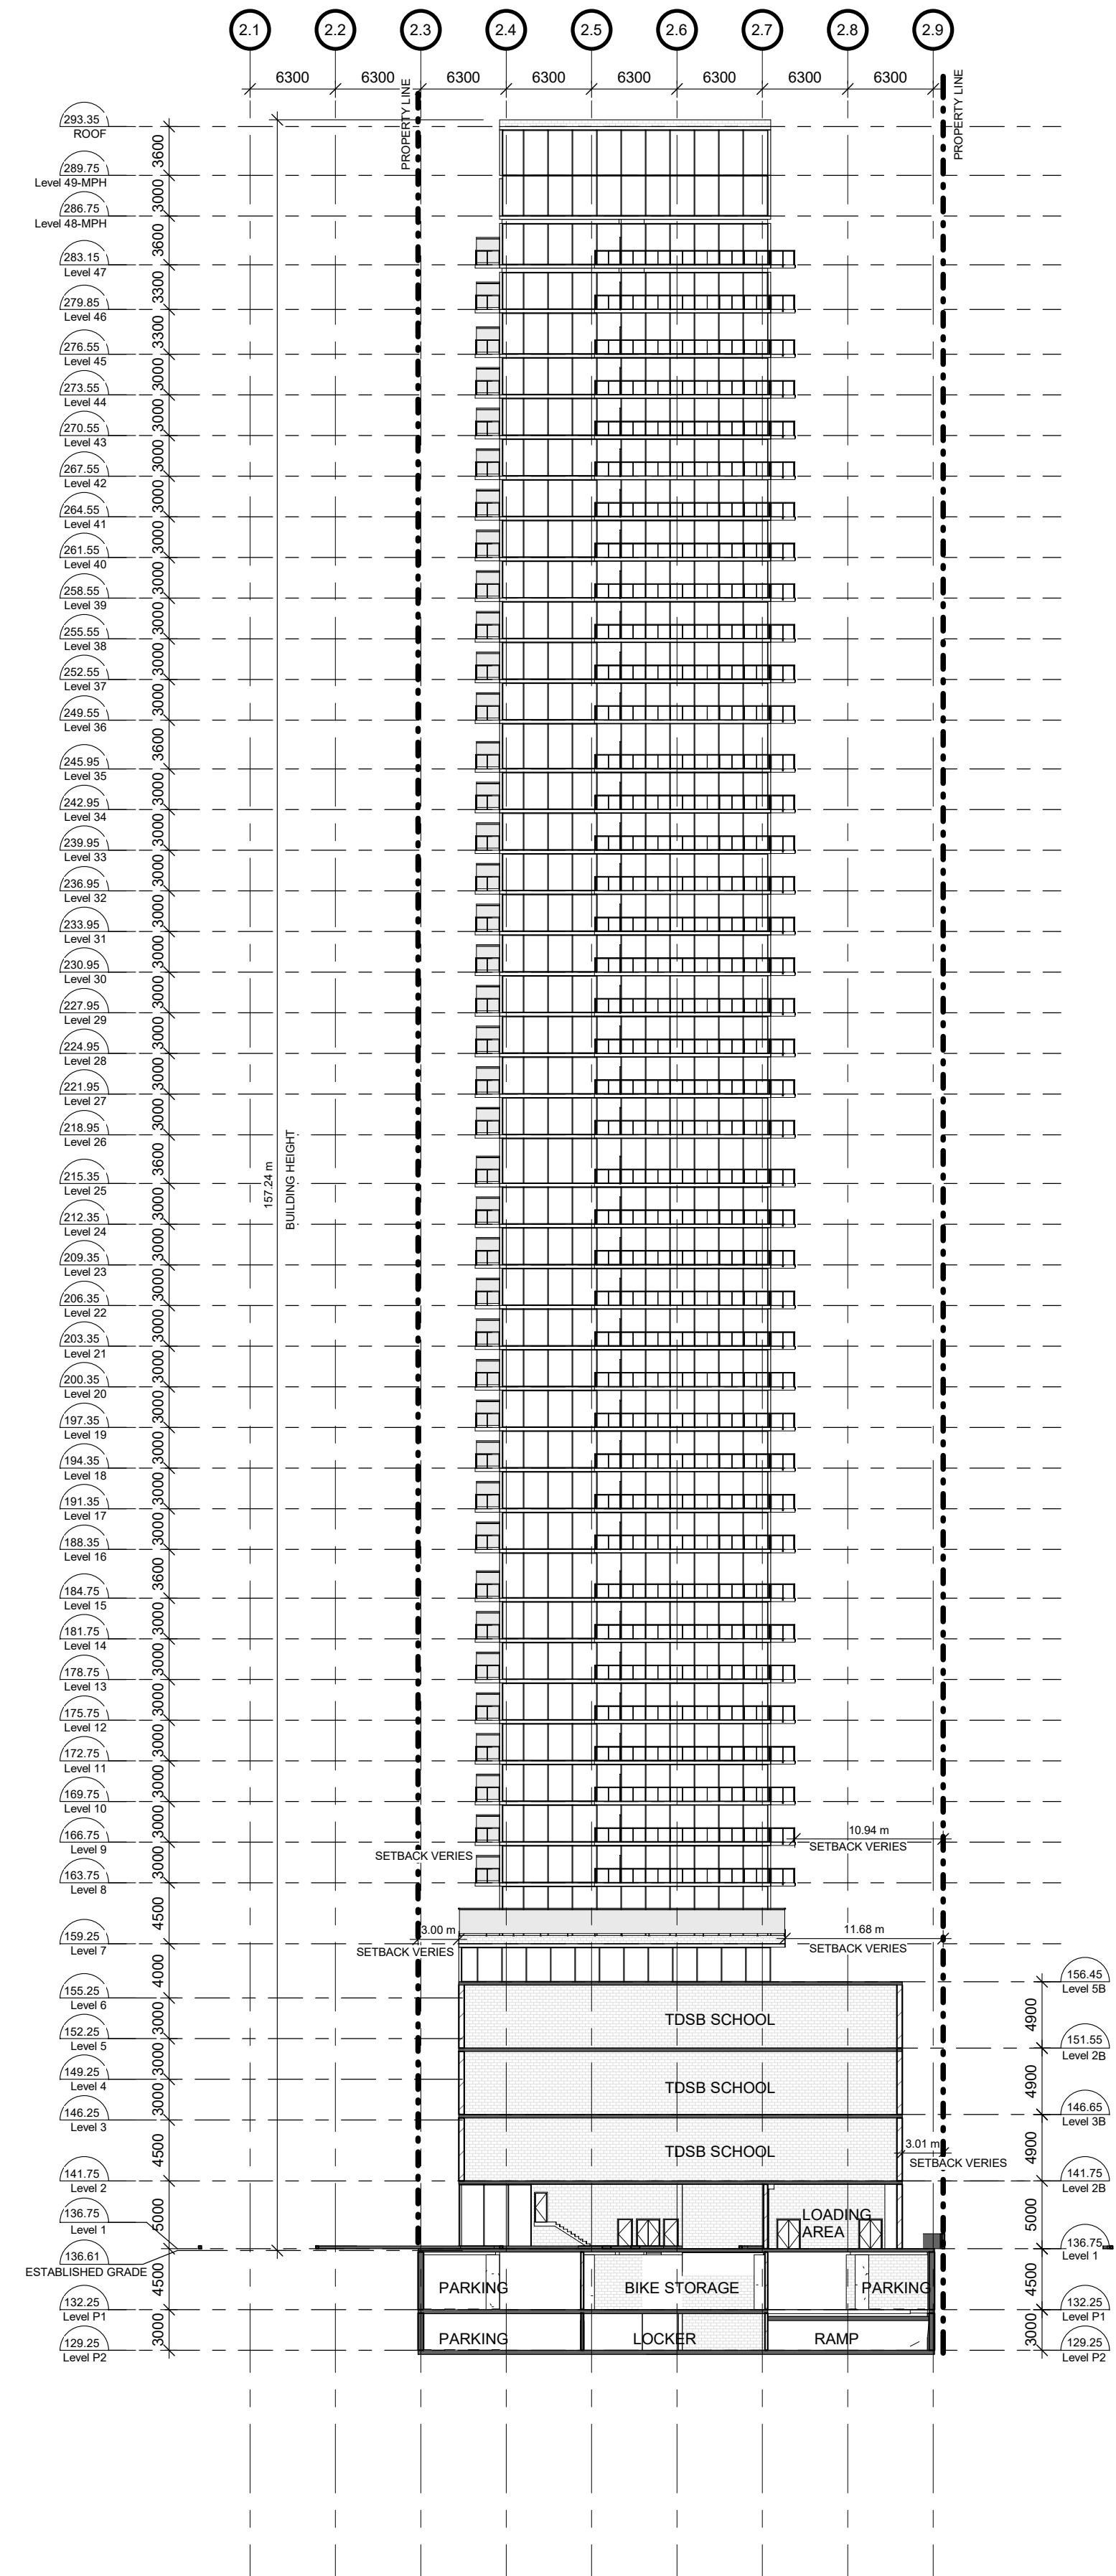 2.1 2.2 2.3 2.4 2.5 2.6 2.7 2.8 2.9
6300 6300 6300 6300 6300 6300 6300 6300
PROPERTY LINE
PROPERTY LINE
293.35
ROOF
3600
289.75
Level 49-MPH
3000
286.75
Level 48-MPH
3600
283.15
Level 47
3300
279.85
Level 46
3300
276.55
Level 45
3000
273.55
Level 44
3000
270.55
Level 43
3000
267.55
Level 42
3000
264.55
Level 41
3000
261.55
Level 40
3000
258.55
Level 39
3000
255.55
Level 38
3000
252.55
Level 37
3000
249.55
Level 36
3600
245.95
Level 35
3000
242.95
Level 34
3000
239.95
Level 33
3000
236.95
Level 32
3000
233.95
Level 31
3000
230.95
Level 30
3000
227.95
Level 29
3000
224.95
Level 28
3000
221.95
Level 27
3000
218.95
Level 26
3600
157.24 m
BUILDING HEIGHT
215.35
Level 25
3000
212.35
Level 24
3000
209.35
Level 23
3000
206.35
Level 22
3000
203.35
Level 21
3000
200.35
Level 20
3000
197.35
Level 19
3000
194.35
Level 18
3000
191.35
Level 17
3000
188.35
Level 16
3600
184.75
Level 15
3000
181.75
Level 14
3000
178.75
Level 13
3000
175.75
Level 12
3000
172.75
Level 11
3000
169.75
Level 10
3000
166.75
Level 9
3000
10.94 m
SETBACK VERIES
SETBACK VERIES
163.75
Level 8
4500
159.25
Level 7
3.00 m
SETBACK VERIES
11.68 m
SETBACK VERIES
4000
155.25
Level 6
3000
152.25
Level 5
3000
149.25
Level 4
3000
146.25
Level 3
4500
141.75
Level 2
5000
136.75
Level 1
136.61
ESTABLISHED GRADE
4500
132.25
Level P1
3000
129.25
Level P2
TDSB SCHOOL
TDSB SCHOOL
TDSB SCHOOL
3.01 m
SETBACK VERIES
LOADING
AREA
PARKING BIKE STORAGE PARKING
PARKING LOCKER RAMP
156.45
Level 5B
4900
151.55
Level 2B
4900
146.65
Level 3B
4900
141.75
Level 2B
5000
136.75
Level 1
4500
132.25
Level P1
3000
129.25
Level P2